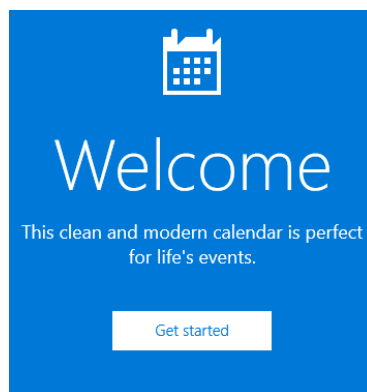 Welcome
This clean and modern calendar is perfect
for life's events.
Get started